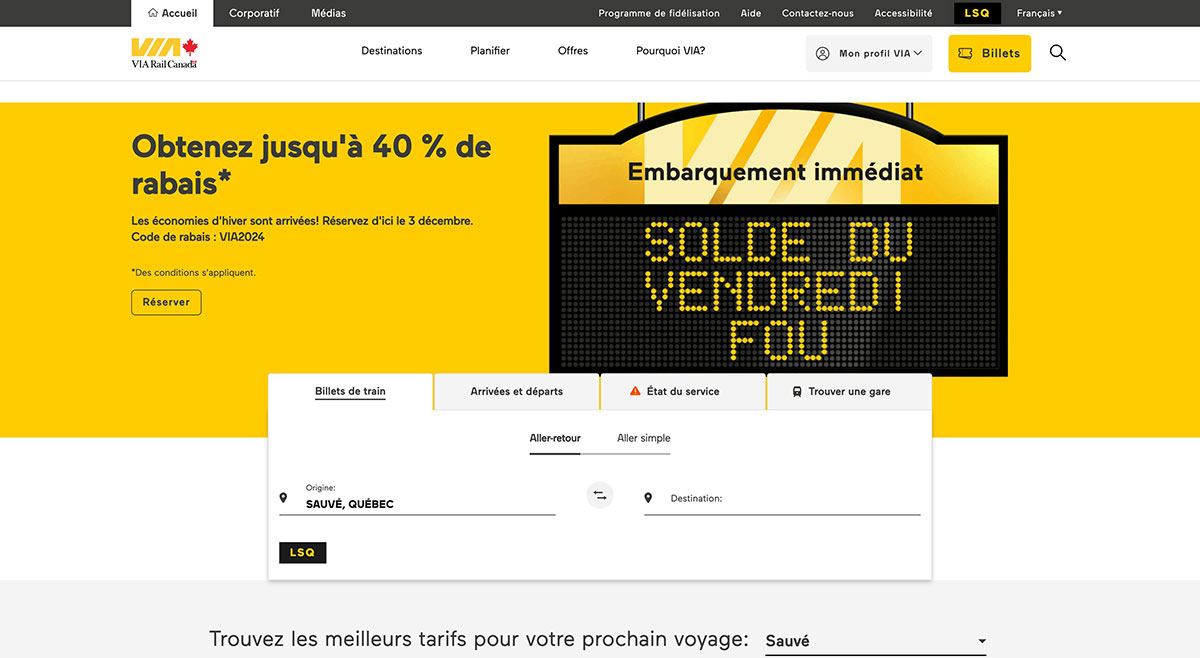 Accueil Corporatif Médias Programme de fidélisation Aide Contactez-nous Accessibilité LSQ Français
VIA
VIA Rail Canada
Destinations Planifier Offres Pourquoi VIA? Mon profil VIA Billets
Obtenez jusqu'à 40 % de
rabais*
Les économies d'hiver sont arrivées! Réservez d'ici le 3 décembre.
Code de rabais : VIA2024
*Des conditions s'appliquent.
Réserver
VIA
Embarquement immédiat
SOLDE DU
VENDREDI
FOU
Billets de train Arrivées et départs État du service Trouver une gare
Aller-retour Aller simple
Origine:
SAUVÉ, QUÉBEC
Destination:
LSQ
Trouvez les meilleurs tarifs pour votre prochain voyage: Sauvé